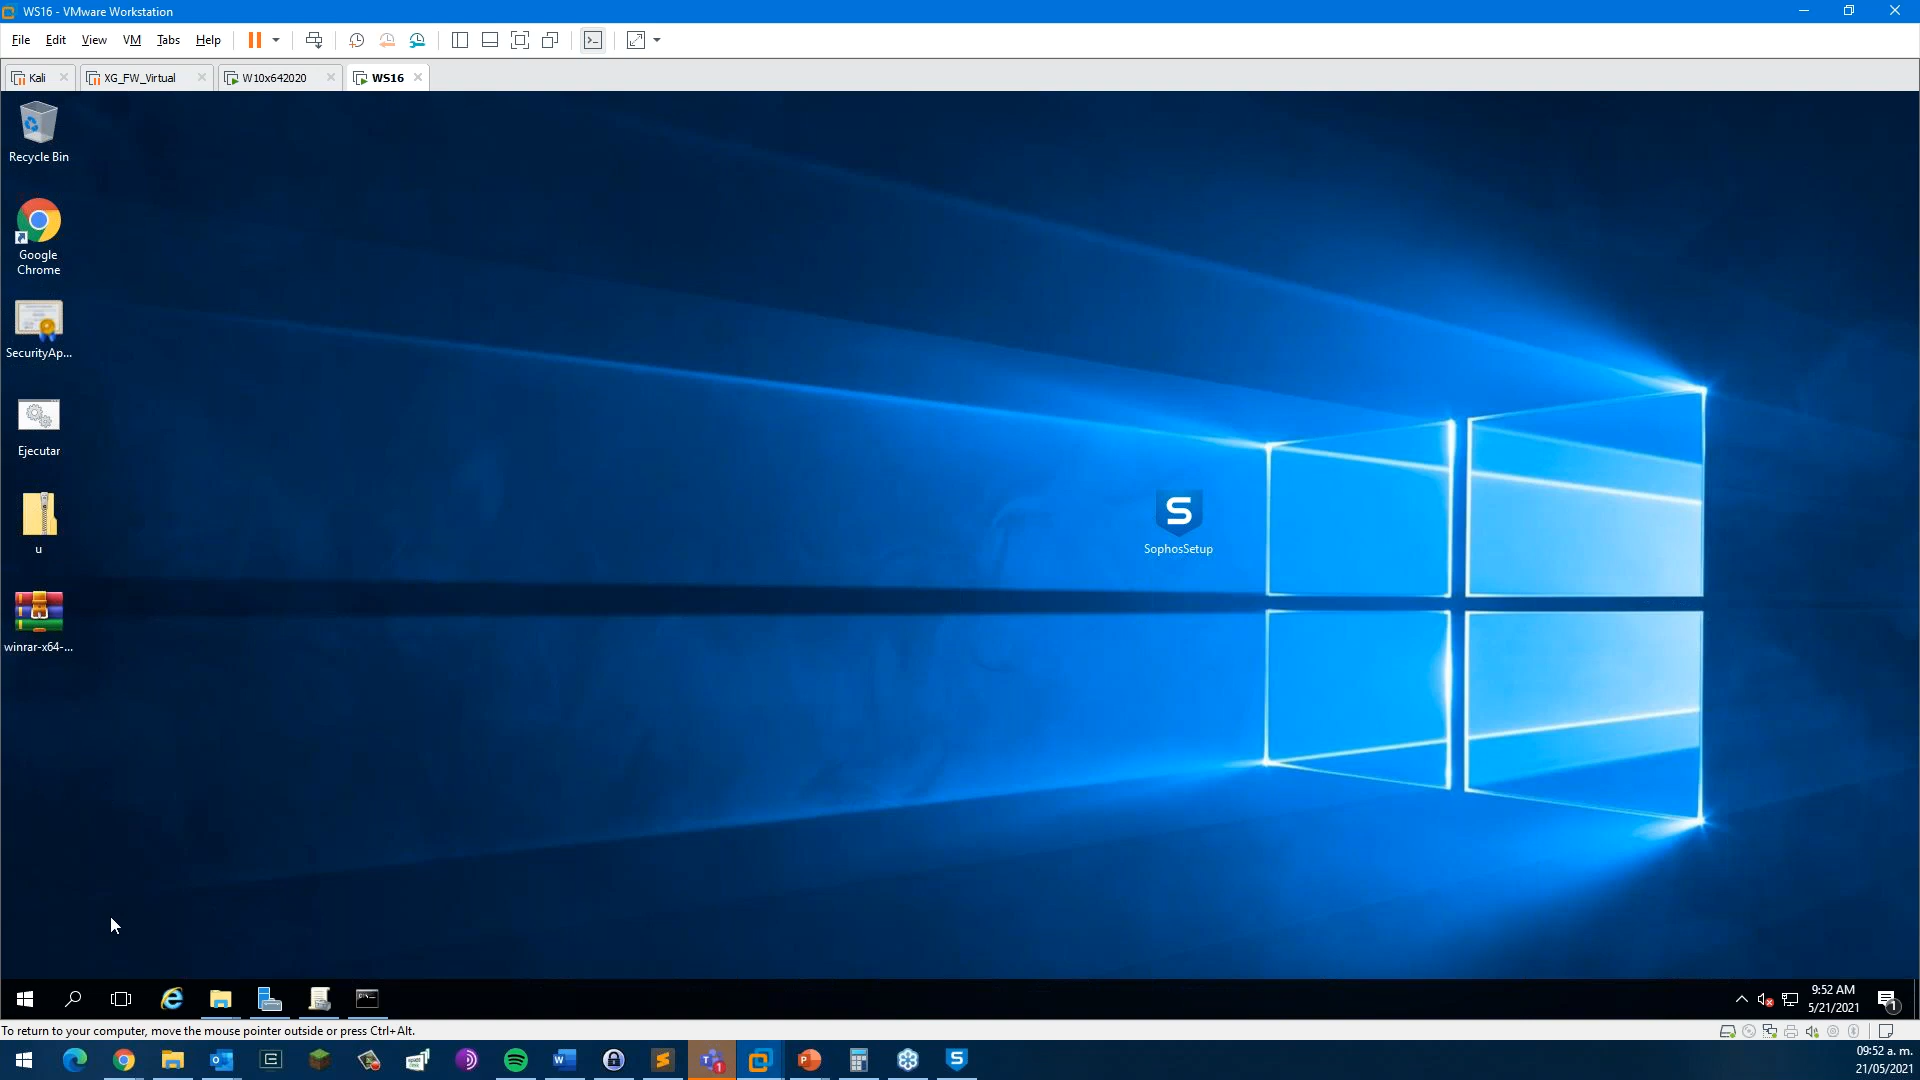 WS16 - VMware Workstation
File Edit View VM Tabs Help
Kali XG_FW_Virtual W10x642020 WS16
Recycle Bin
Google
Chrome
SecurityAp...
Ejecutar
u
winrar-x64-...
S
SophosSetup
9:52 AM
5/21/2021
1
To return to your computer, move the mouse pointer outside or press Ctrl+Alt.
09:52 a. m.
21/05/2021